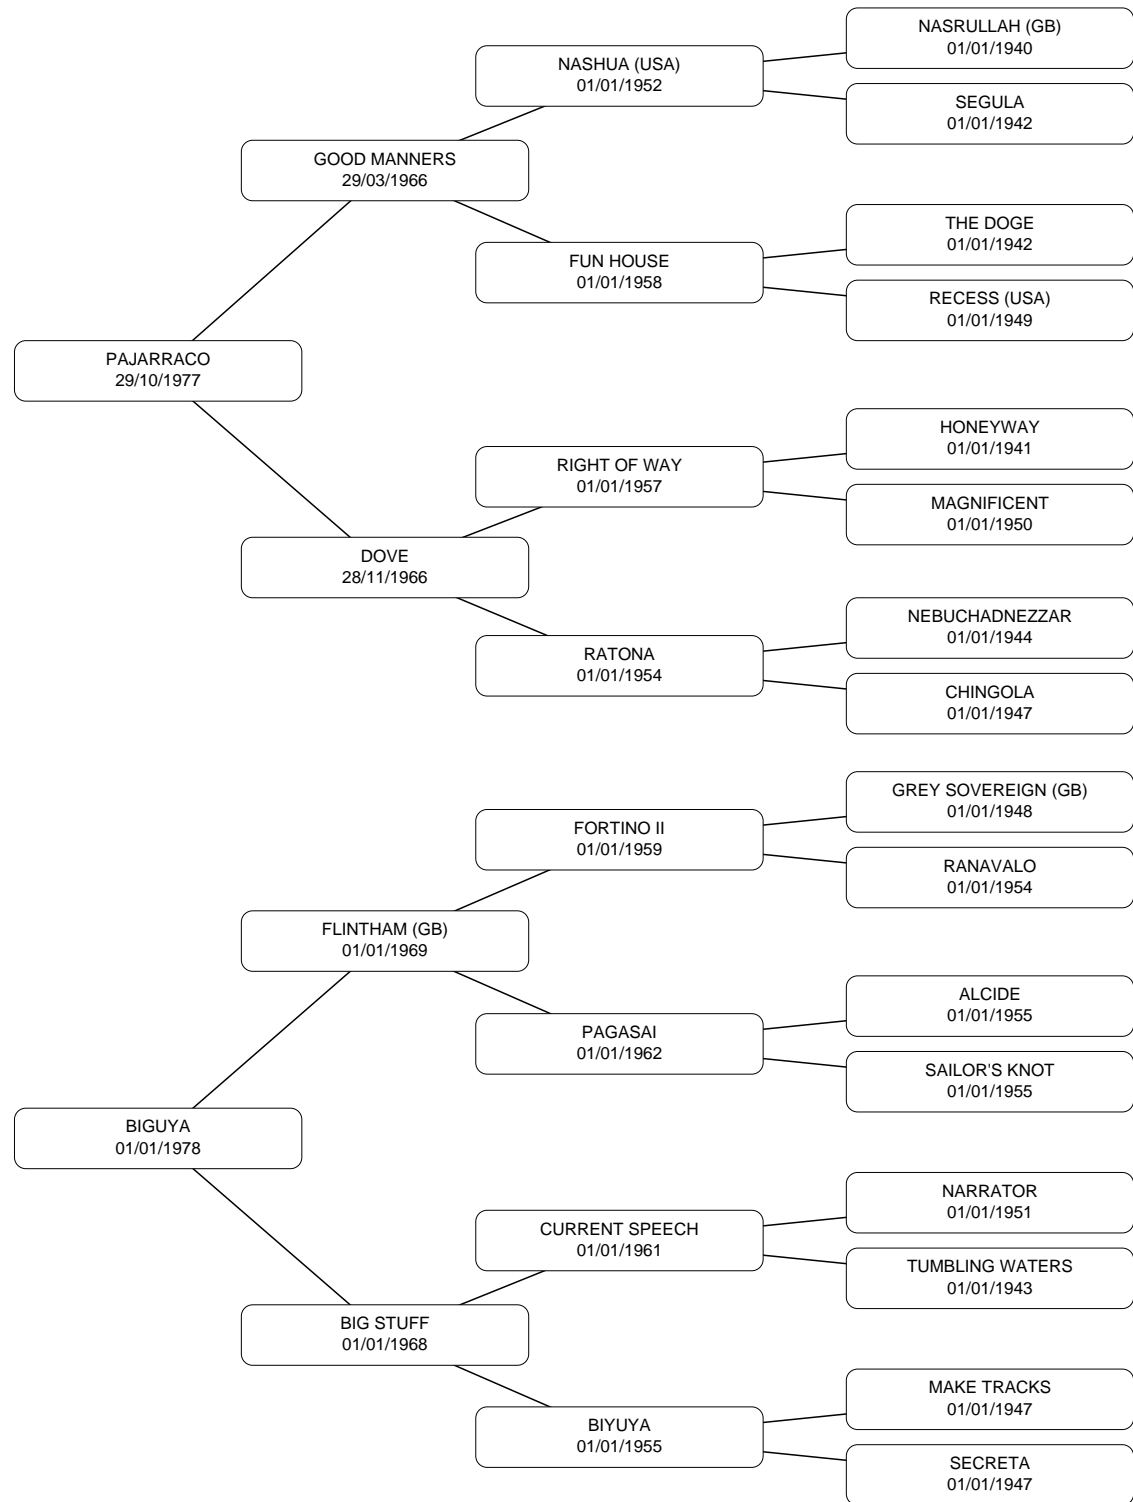 NASRULLAH (GB)
01/01/1940
NASHUA (USA)
01/01/1952
SEGULA
01/01/1942
GOOD MANNERS
29/03/1966
THE DOGE
01/01/1942
FUN HOUSE
01/01/1958
RECESS (USA)
01/01/1949
PAJARRACO
29/10/1977
HONEYWAY
01/01/1941
RIGHT OF WAY
01/01/1957
MAGNIFICENT
01/01/1950
DOVE
28/11/1966
NEBUCHADNEZZAR
01/01/1944
RATONA
01/01/1954
CHINGOLA
01/01/1947
GREY SOVEREIGN (GB)
01/01/1948
FORTINO II
01/01/1959
RANAVALO
01/01/1954
FLINTHAM (GB)
01/01/1969
ALCIDE
01/01/1955
PAGASAI
01/01/1962
SAILOR'S KNOT
01/01/1955
BIGUYA
01/01/1978
NARRATOR
01/01/1951
CURRENT SPEECH
01/01/1961
TUMBLING WATERS
01/01/1943
BIG STUFF
01/01/1968
MAKE TRACKS
01/01/1947
BIYUYA
01/01/1955
SECRETA
01/01/1947